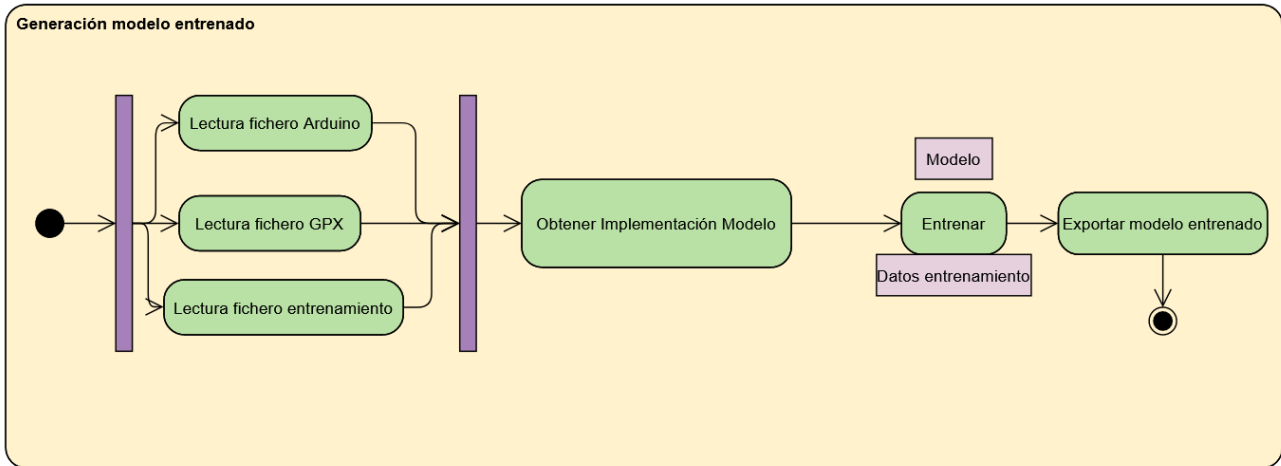 Generación modelo entrenado
Lectura fichero Arduino
Lectura fichero GPX
Lectura fichero entrenamiento
Obtener Implementación Modelo
Modelo
Entrenar
Datos entrenamiento
Exportar modelo entrenado